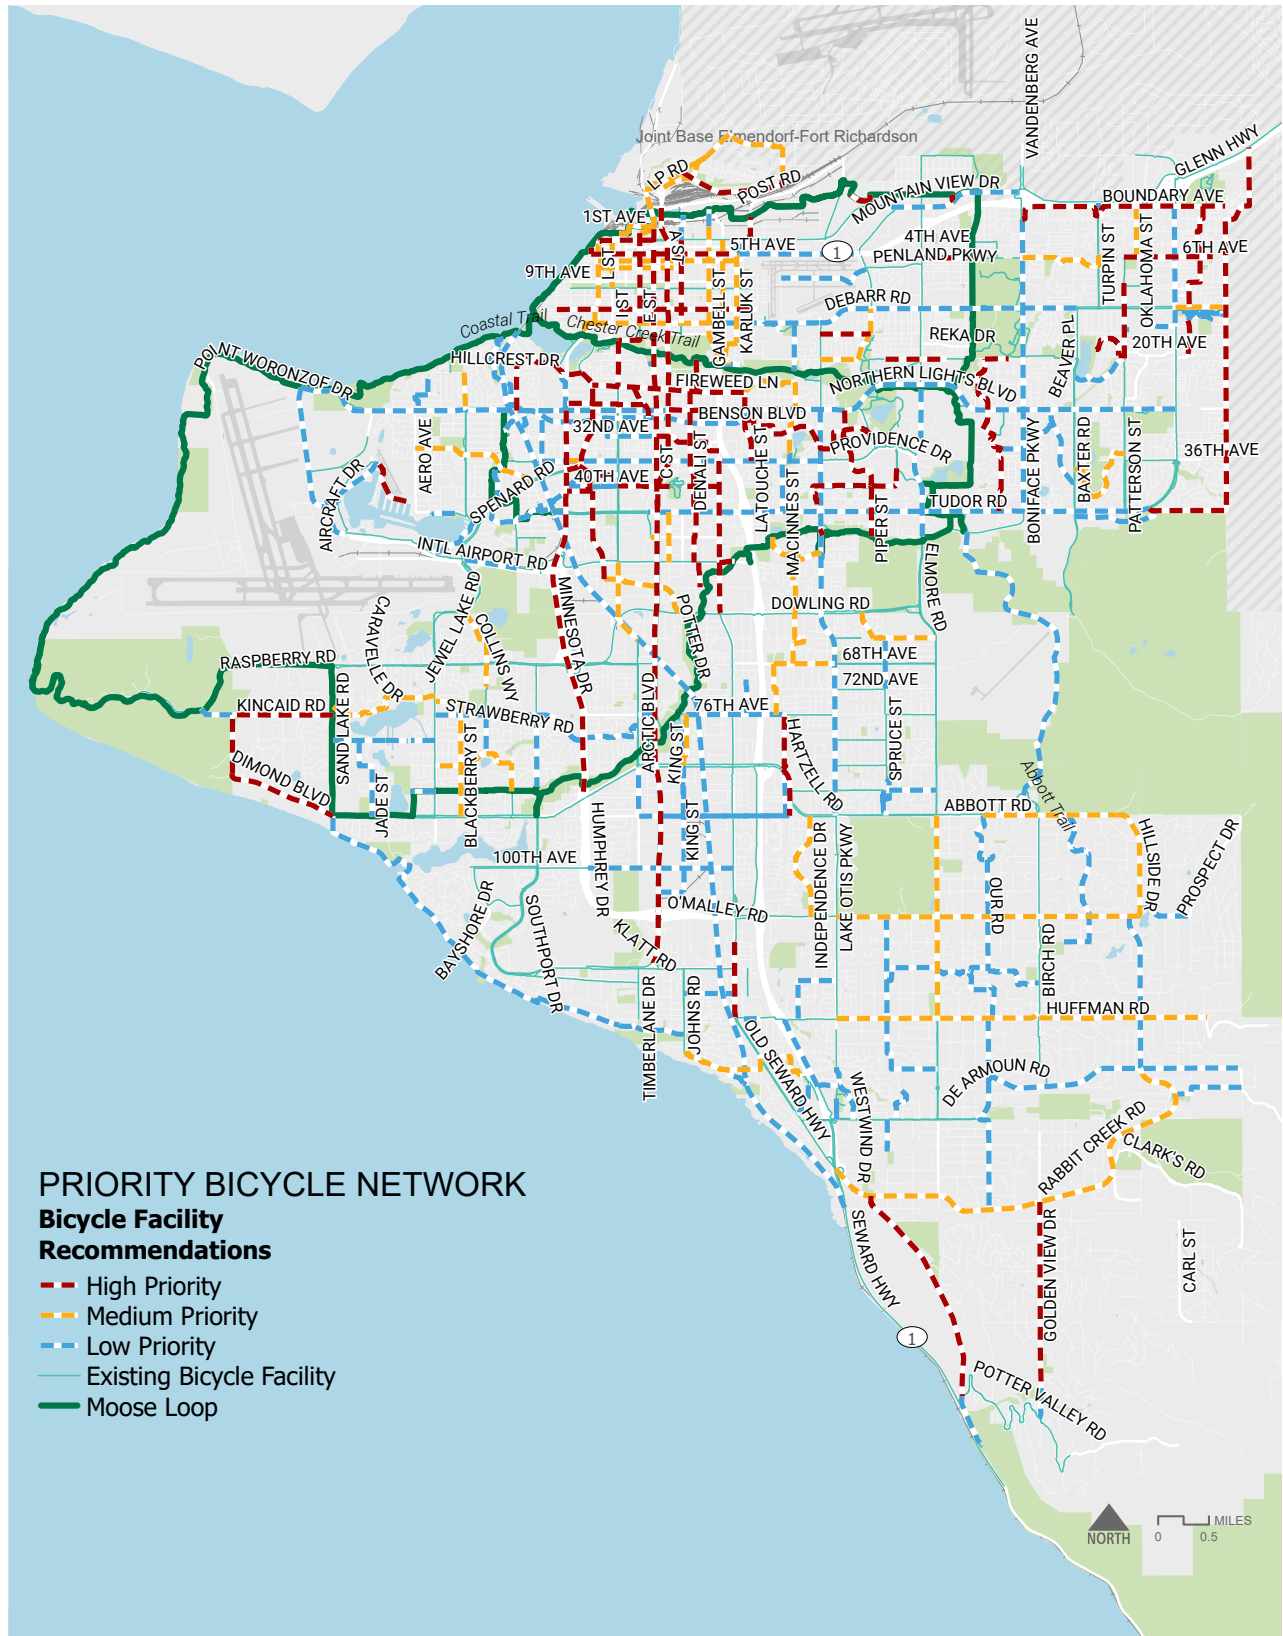 VANDENBERG AVE
Joint Base Elmendorf-Fort Richardson
GLENN HWY
LP RD
POST RD
MOUNTAIN VIEW DR
BOUNDARY AVE
1ST AVE
A ST
5TH AVE
1
4TH AVE
PENLAND PKWY
TURPIN ST
OKLAHOMA ST
6TH AVE
9TH AVE
L ST
I ST
E ST
GAMBELL ST
KARLUK ST
DEBARR RD
Coastal Trail
Chester Creek Trail
REKA DR
BEAVER PL
20TH AVE
POINT WORONZOF DR
HILLCREST DR
FIREWEED LN
NORTHERN LIGHTS BLVD
BENSON BLVD
32ND AVE
AERO AVE
C ST
DENALI ST
LATOUCHE ST
PROVIDENCE DR
BONIFACE PKWY
BAXTER RD
PATTERSON ST
36TH AVE
AIRCRAFT DR
SPENARD RD
40TH AVE
MACINNES ST
PIPER ST
TUDOR RD
INTL AIRPORT RD
ELMORE RD
CARAVELLE DR
JEWEL LAKE RD
COLLINS WY
MINNESOTA DR
POTTER DR
DOWLING RD
RASPBERRY RD
68TH AVE
72ND AVE
KINCAID RD
SAND LAKE RD
STRAWBERRY RD
ARCTIC BLVD
KING ST
76TH AVE
HARTZELL RD
SPRUCE ST
DIMOND BLVD
JADE ST
BLACKBERRY ST
Abbott Trail
ABBOTT RD
HUMPHREY DR
KING ST
INDEPENDENCE DR
LAKE OTIS PKWY
HILLSIDE DR
PROSPECT DR
100TH AVE
BAYSHORE DR
SOUTHPORT DR
KLATT RD
O'MALLEY RD
OUR RD
BIRCH RD
TIMBERLANE DR
JOHNS RD
HUFFMAN RD
OLD SEWARD HWY
WESTWIND DR
DE ARMOUN RD
RABBIT CREEK RD
CLARK'S RD
SEWARD HWY
GOLDEN VIEW DR
CARL ST
1
POTTER VALLEY RD
PRIORITY BICYCLE NETWORK
Bicycle Facility
Recommendations
High Priority
Medium Priority
Low Priority
Existing Bicycle Facility
Moose Loop
NORTH
MILES
0 0.5